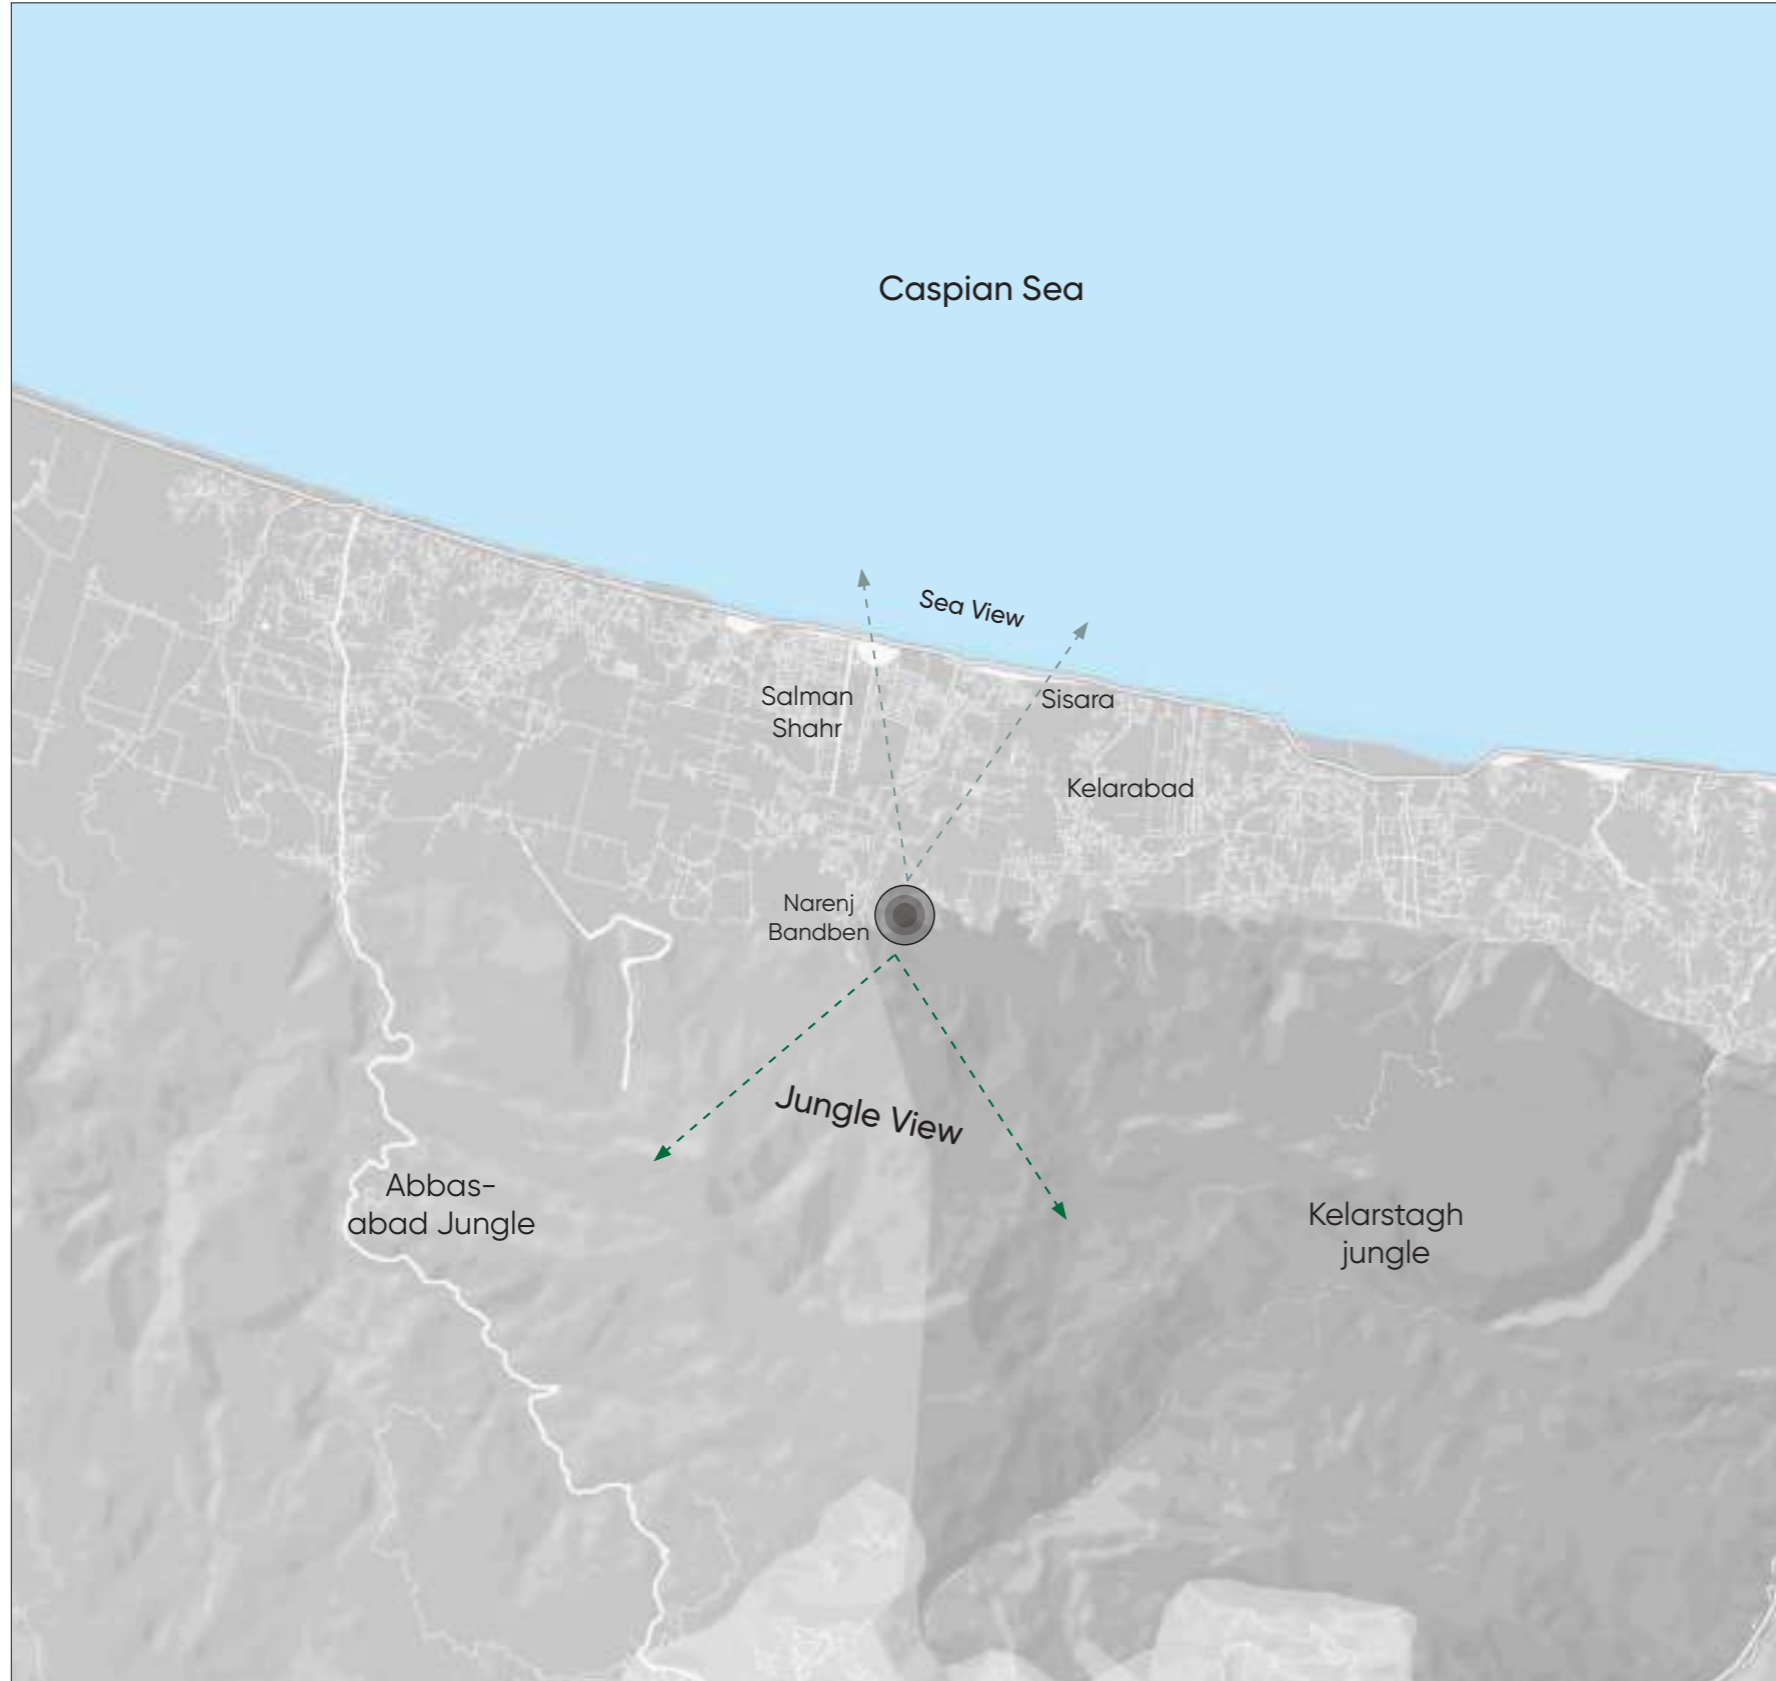 Caspian Sea
Sea View
Salman
Shahr
Sisara
Kelarabad
Narenj
Bandben
Jungle View
Abbas-
abad Jungle
Kelarstagh
jungle